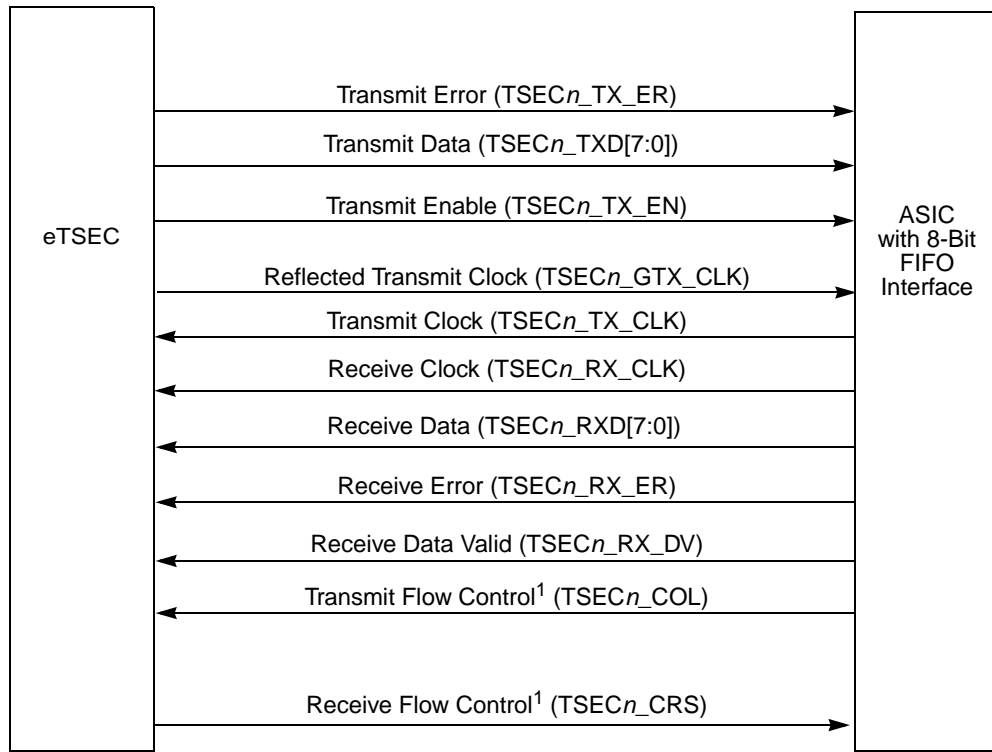 Transmit Error (TSECn_TX_ER)
Transmit Data (TSECn_TXD[7:0])
Transmit Enable (TSECn_TX_EN)
eTSEC
ASIC
with 8-Bit
FIFO
Interface
Reflected Transmit Clock (TSECn_GTX_CLK)
Transmit Clock (TSECn_TX_CLK)
Receive Clock (TSECn_RX_CLK)
Receive Data (TSECn_RXD[7:0])
Receive Error (TSECn_RX_ER)
Receive Data Valid (TSECn_RX_DV)
Transmit Flow Control¹ (TSECn_COL)
Receive Flow Control¹ (TSECn_CRS)